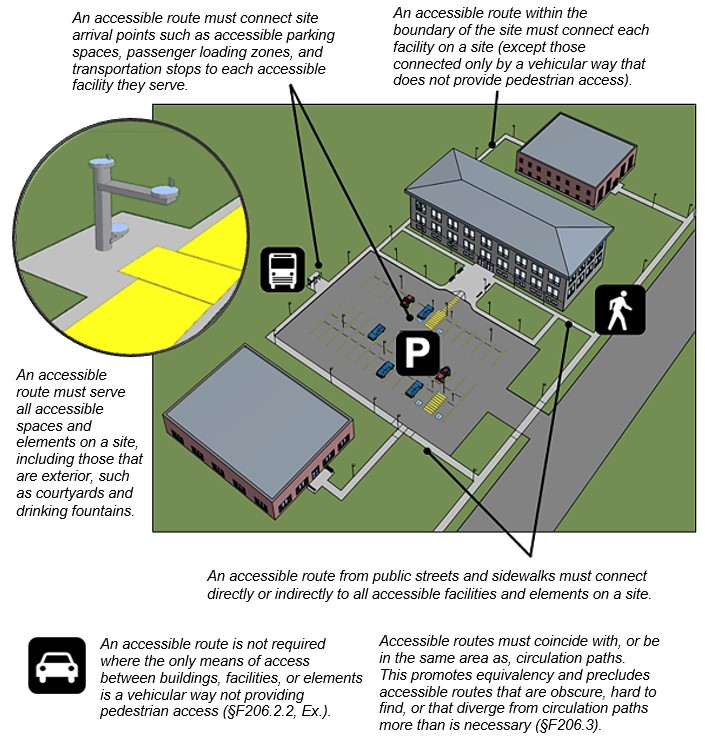 An accessible route must connect site
arrival points such as accessible parking
spaces, passenger loading zones, and
transportation stops to each accessible
facility they serve.
An accessible route within the
boundary of the site must connect each
facility on a site (except those
connected only by a vehicular way that
does not provide pedestrian access).
P
An accessible
route must serve
all accessible
spaces and
elements on a site,
including those that
are exterior, such
as courtyards and
drinking fountains.
An accessible route from public streets and sidewalks must connect
directly or indirectly to all accessible facilities and elements on a site.
An accessible route is not required
where the only means of access
between buildings, facilities, or elements
is a vehicular way not providing
pedestrian access (§F206.2.2, Ex.).
Accessible routes must coincide with, or be
in the same area as, circulation paths.
This promotes equivalency and precludes
accessible routes that are obscure, hard to
find, or that diverge from circulation paths
more than is necessary (§F206.3).